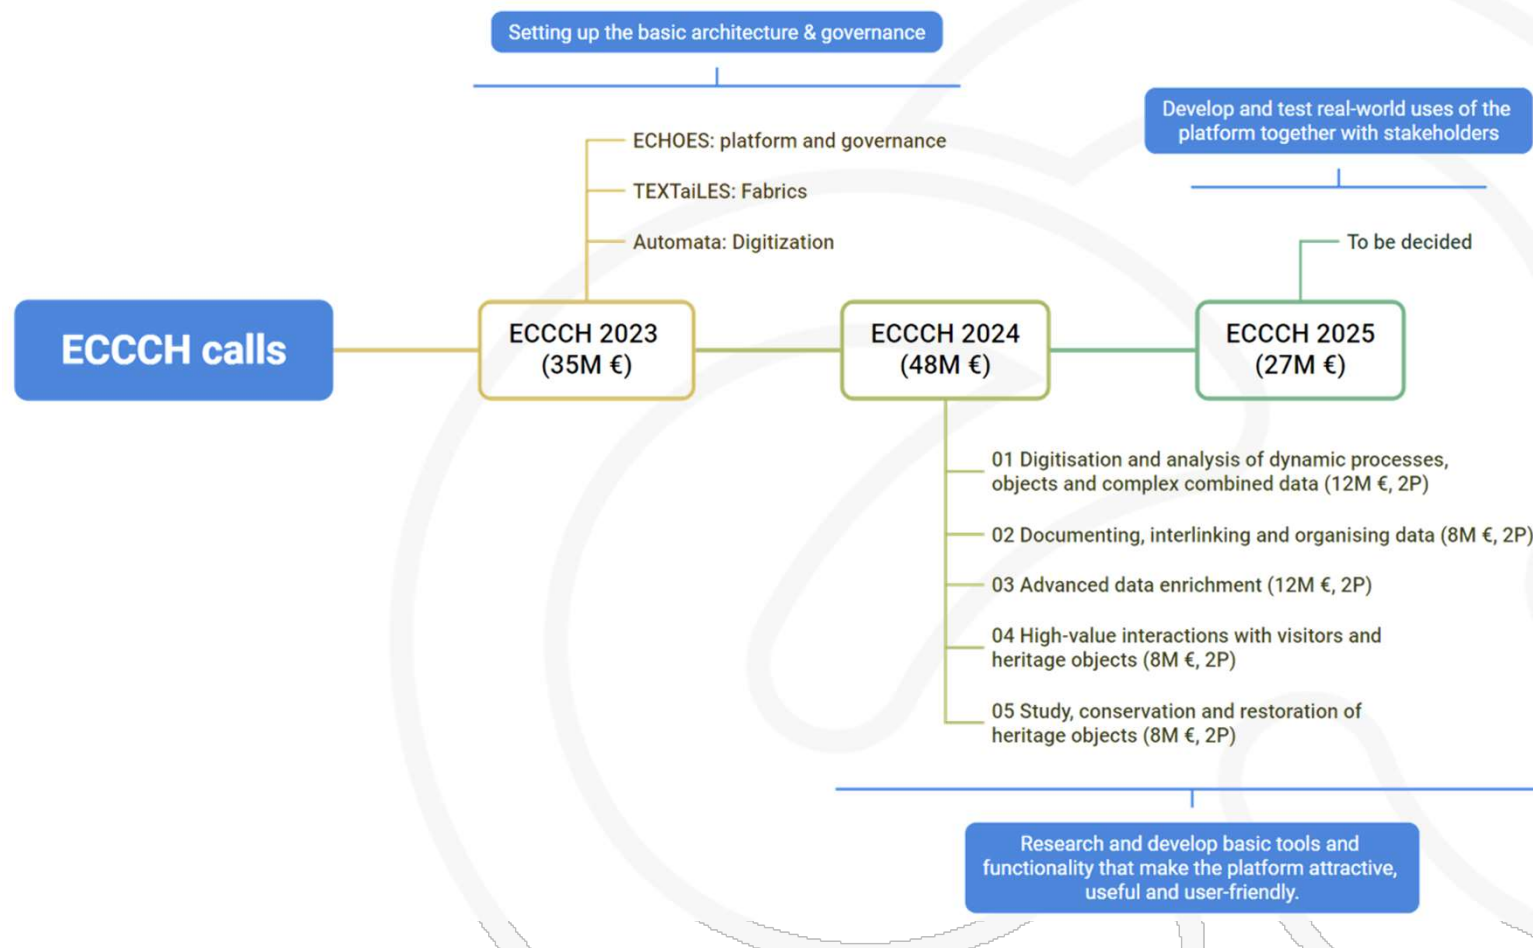 Setting up the basic architecture & governance
Develop and test real-world uses of the
platform together with stakeholders
ECHOES: platform and governance
TEXTaiLES: Fabrics
Automata: Digitization
To be decided
ECCCH calls
ECCCH 2023
(35M €)
ECCCH 2024
(48M €)
ECCCH 2025
(27M €)
01 Digitisation and analysis of dynamic processes,
objects and complex combined data (12M €, 2P)
02 Documenting, interlinking and organising data (8M €, 2P)
03 Advanced data enrichment (12M €, 2P)
04 High-value interactions with visitors and
heritage objects (8M €, 2P)
05 Study, conservation and restoration of
heritage objects (8M €, 2P)
Research and develop basic tools and
functionality that make the platform attractive,
useful and user-friendly.